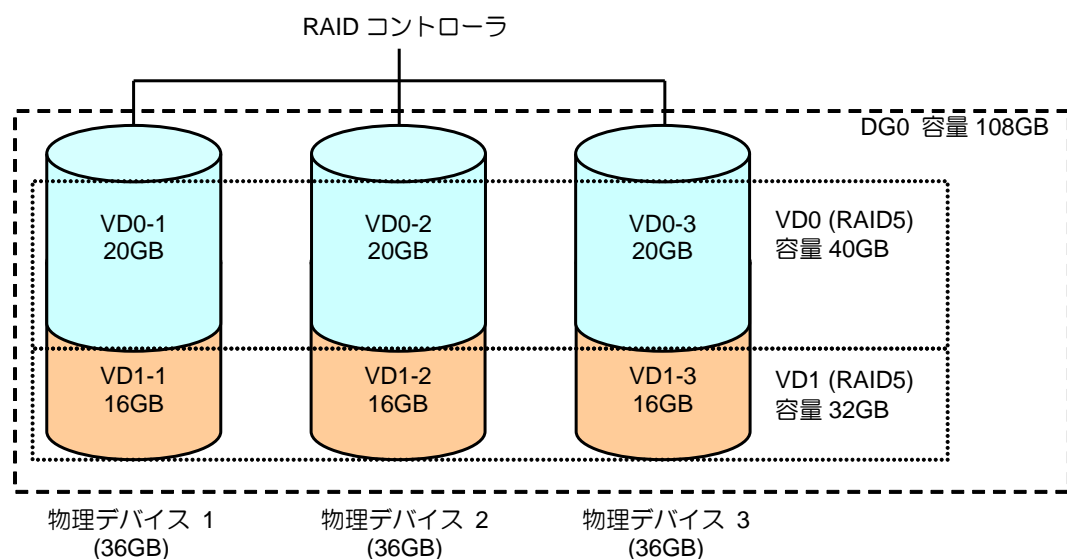 RAID コントローラ
DG0 容量 108GB
VD0-1
20GB
VD0-2
20GB
VD0-3
20GB
VD0 (RAID5)
容量 40GB
VD1-1
16GB
VD1-2
16GB
VD1-3
16GB
VD1 (RAID5)
容量 32GB
物理デバイス 1
(36GB)
物理デバイス 2
(36GB)
物理デバイス 3
(36GB)